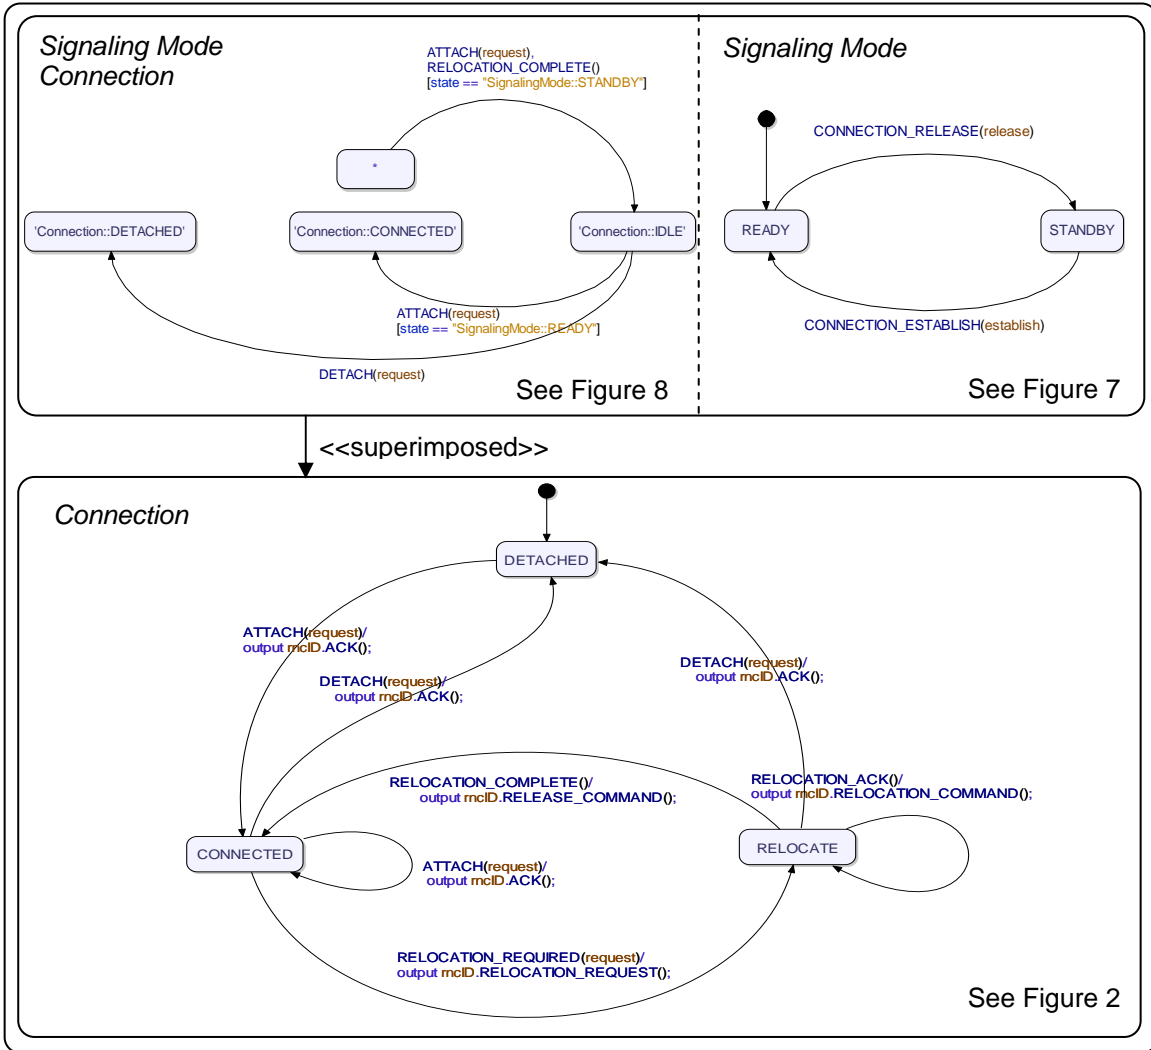 Signaling Mode
Connection
ATTACH(request),
RELOCATION_COMPLETE()
[state == "SignalingMode::STANDBY"]
*
'Connection::DETACHED'
'Connection::CONNECTED'
'Connection::IDLE'
ATTACH(request)
[state == "SignalingMode::READY"]
DETACH(request)
See Figure 8
Signaling Mode
CONNECTION_RELEASE(release)
READY
STANDBY
CONNECTION_ESTABLISH(establish)
See Figure 7
<<superimposed>>
Connection
DETACHED
ATTACH(request)/
output rncID.ACK();
DETACH(request)/
output rncID.ACK();
DETACH(request)/
output rncID.ACK();
RELOCATION_COMPLETE()/
output rncID.RELEASE_COMMAND();
RELOCATION_ACK()/
output rncID.RELOCATION_COMMAND();
CONNECTED
RELOCATE
ATTACH(request)/
output rncID.ACK();
RELOCATION_REQUIRED(request)/
output rncID.RELOCATION_REQUEST();
See Figure 2